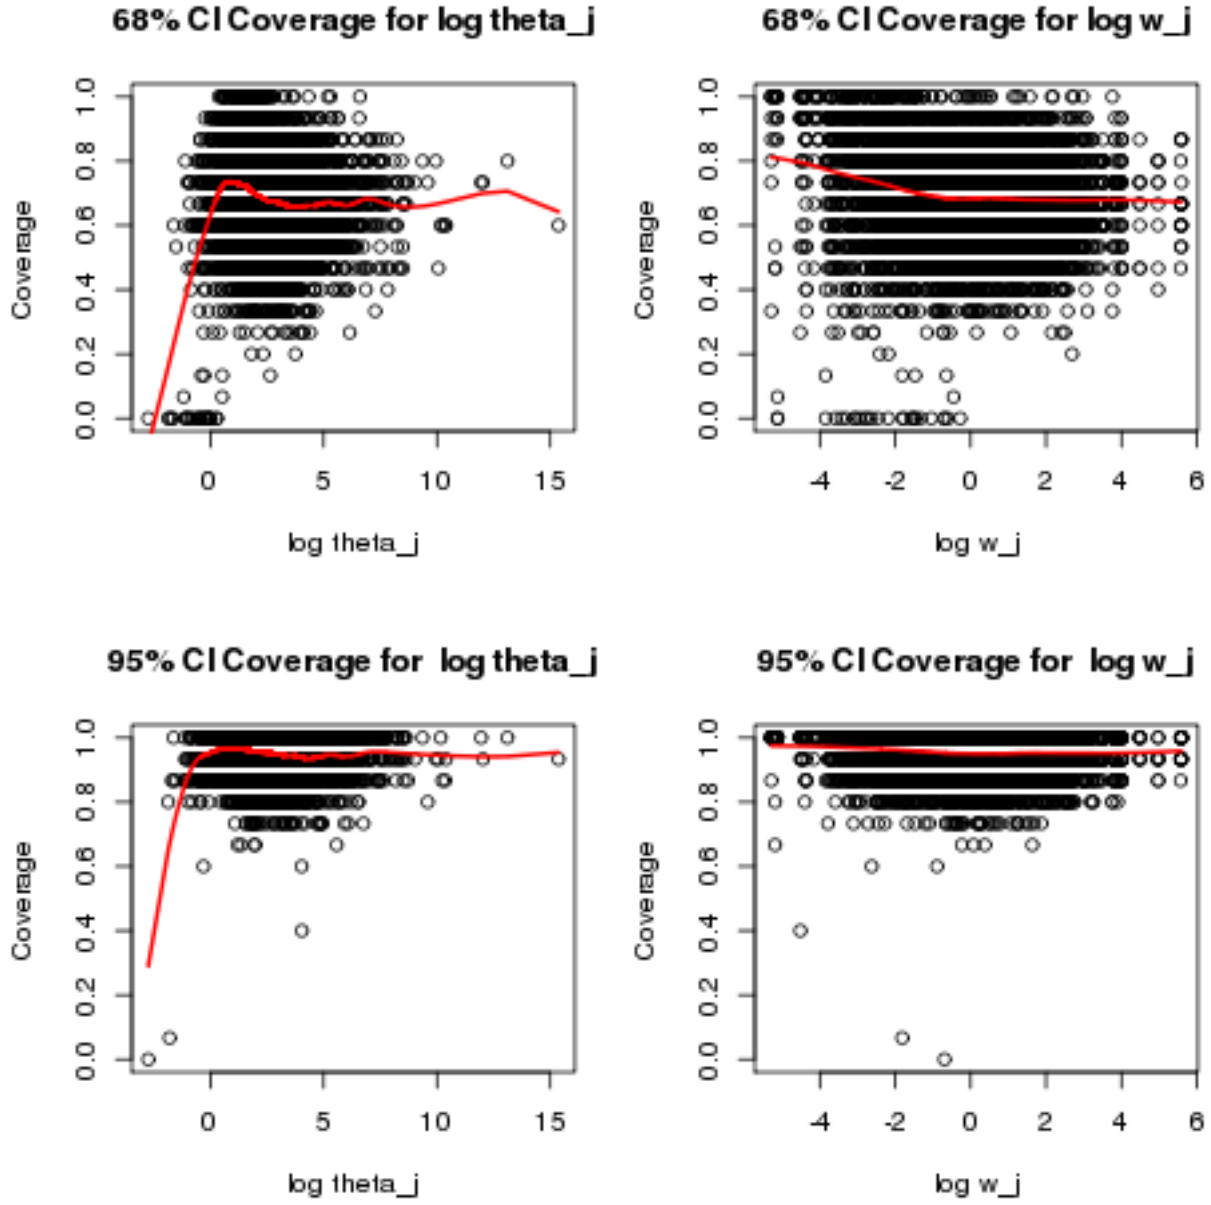 68% CI Coverage for log theta_j
Coverage
0.0 0.2 0.4 0.6 0.8 1.0
0 5 10 15
log theta_j
68% CI Coverage for log w_j
Coverage
0.0 0.2 0.4 0.6 0.8 1.0
-4 -2 0 2 4 6
log w_j
95% CI Coverage for log theta_j
Coverage
0.0 0.2 0.4 0.6 0.8 1.0
0 5 10 15
log theta_j
95% CI Coverage for log w_j
Coverage
0.0 0.2 0.4 0.6 0.8 1.0
-4 -2 0 2 4 6
log w_j